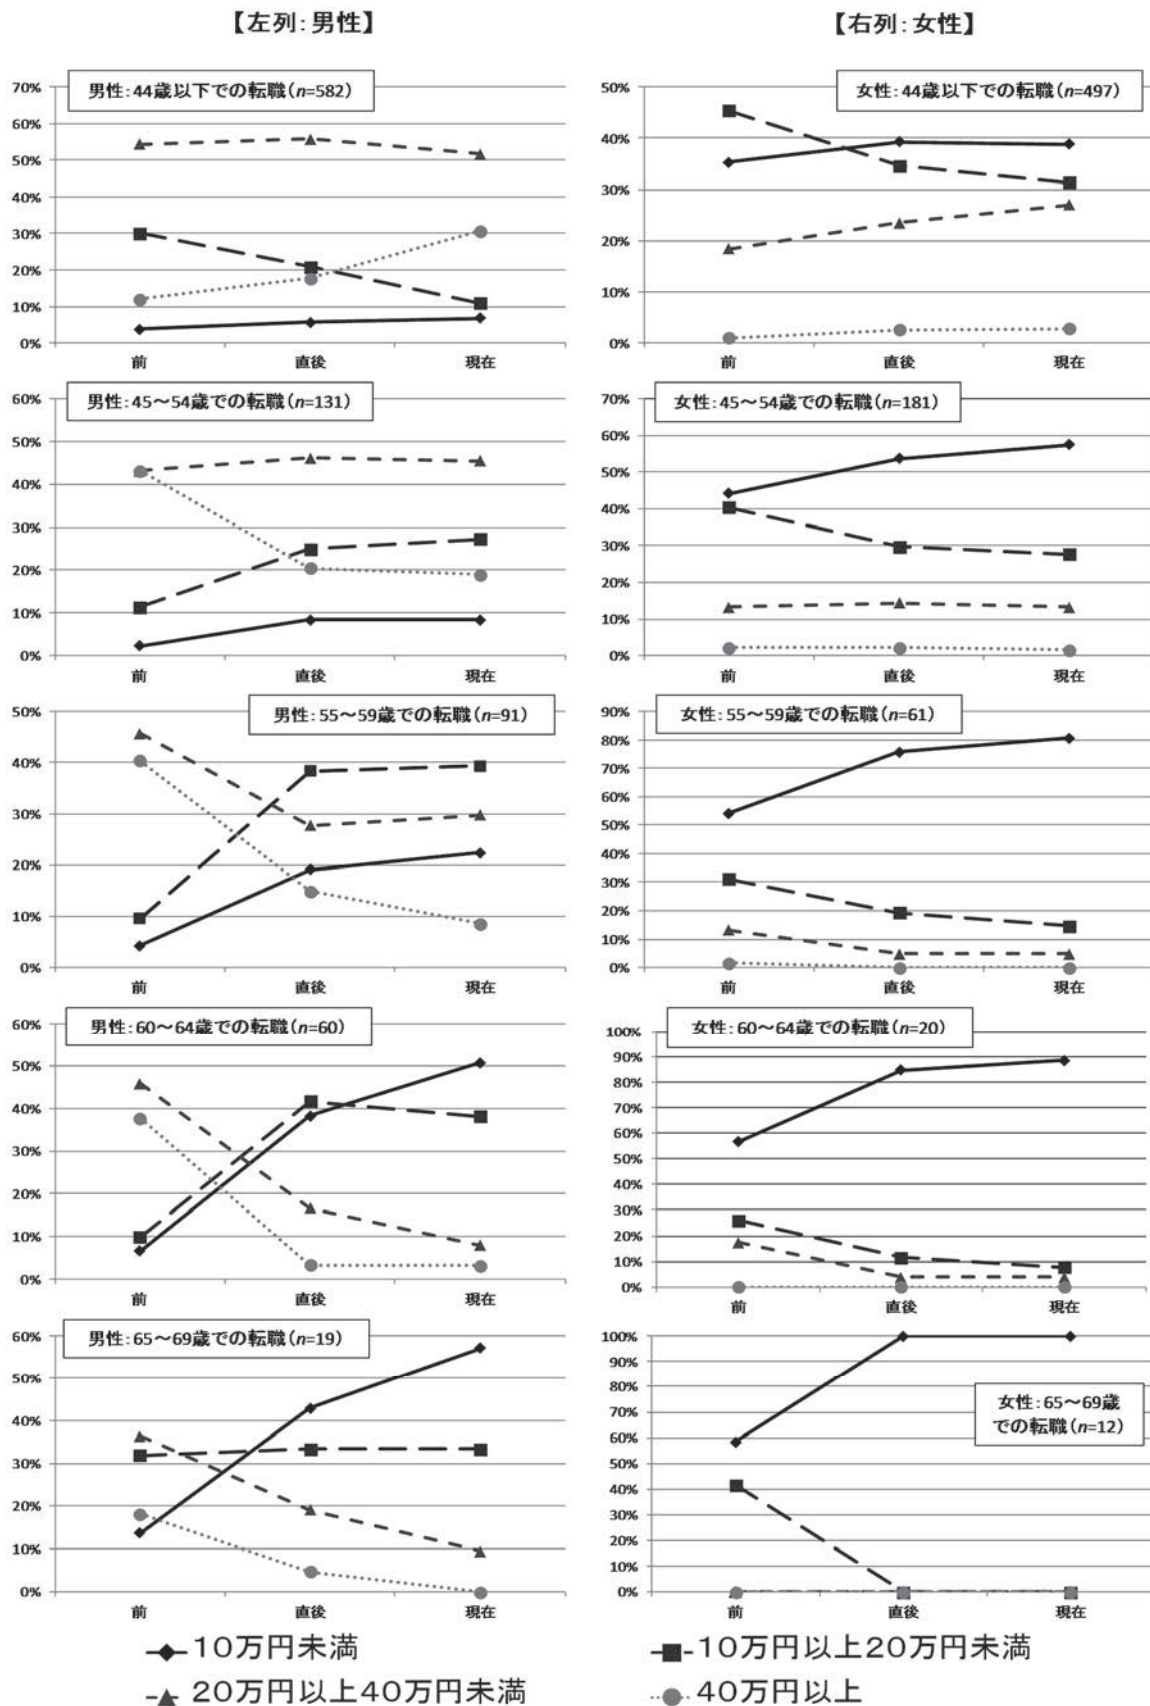 【左列:男性】
【右列:女性】
男性:44歳以下での転職(n=582)
70%
60%
50%
40%
30%
20%
10%
0%
前
直後
現在
女性:44歳以下での転職(n=497)
50%
40%
30%
20%
10%
0%
前
直後
現在
男性:45～54歳での転職(n=131)
60%
50%
40%
30%
20%
10%
0%
前
直後
現在
女性:45～54歳での転職(n=181)
70%
60%
50%
40%
30%
20%
10%
0%
前
直後
現在
男性:55～59歳での転職(n=91)
50%
40%
30%
20%
10%
0%
前
直後
現在
女性:55～59歳での転職(n=61)
90%
80%
70%
60%
50%
40%
30%
20%
10%
0%
前
直後
現在
男性:60～64歳での転職(n=60)
60%
50%
40%
30%
20%
10%
0%
前
直後
現在
女性:60～64歳での転職(n=20)
100%
90%
80%
70%
60%
50%
40%
30%
20%
10%
0%
前
直後
現在
男性:65～69歳での転職(n=19)
60%
50%
40%
30%
20%
10%
0%
前
直後
現在
女性:65～69歳
での転職(n=12)
100%
90%
80%
70%
60%
50%
40%
30%
20%
10%
0%
前
直後
現在
10万円未満
10万円以上20万円未満
20万円以上40万円未満
40万円以上